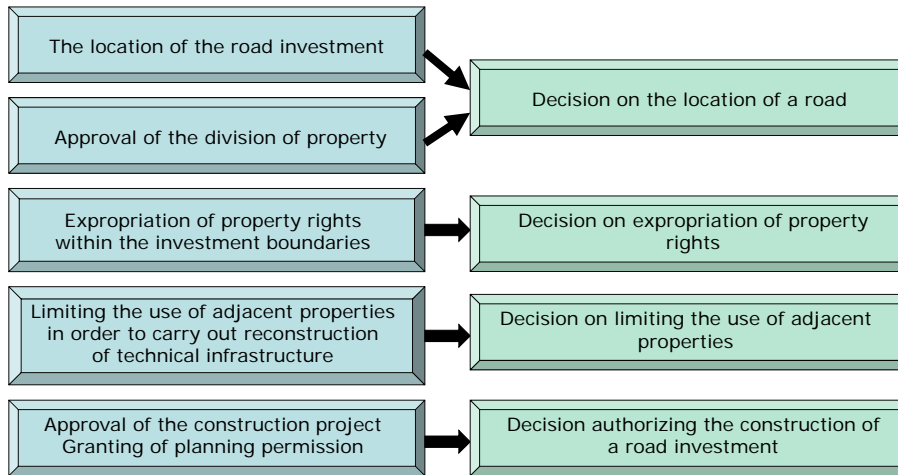 The location of the road investment
Approval of the division of property
Decision on the location of a road
Expropriation of property rights
within the investment boundaries
Decision on expropriation of property
rights
Limiting the use of adjacent properties
in order to carry out reconstruction
of technical infrastructure
Decision on limiting the use of adjacent
properties
Approval of the construction project
Granting of planning permission
Decision authorizing the construction of
a road investment